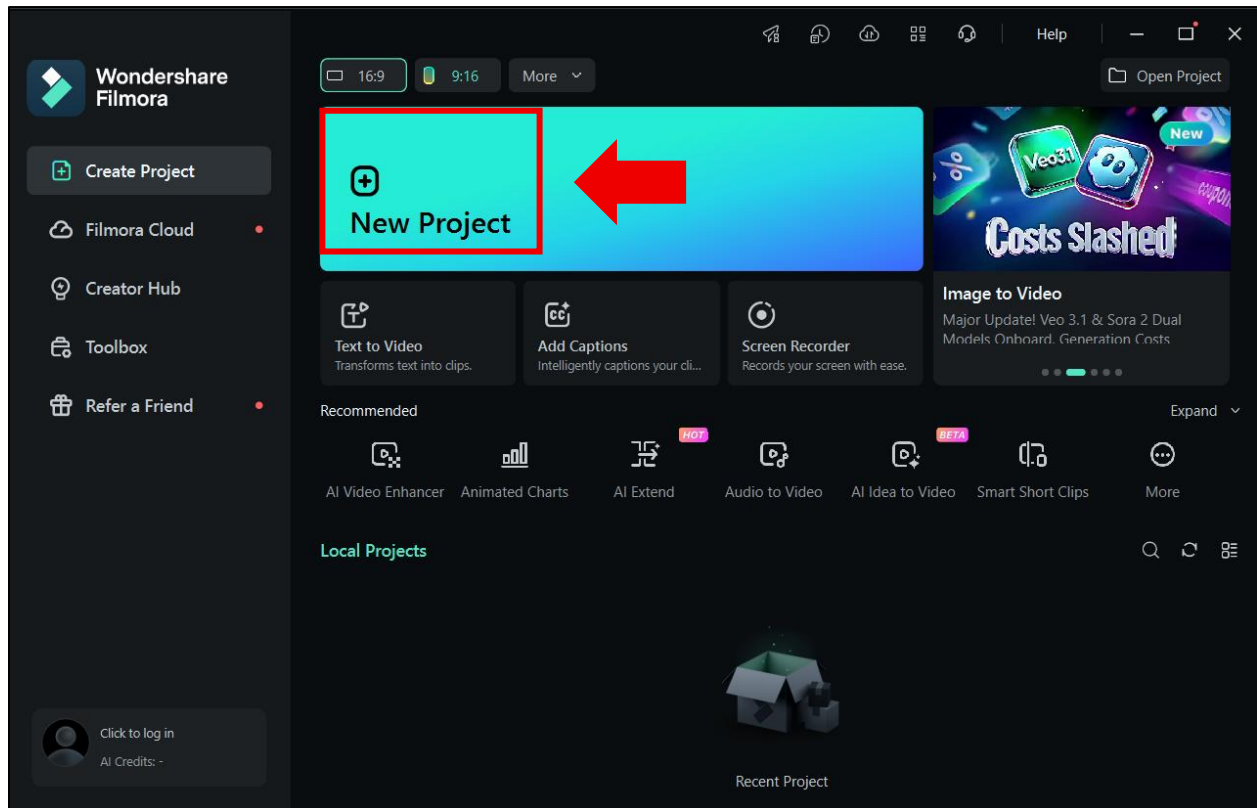 Help
Wondershare
Filmora
16:9
9:16
More
Open Project
Create Project
Filmora Cloud
Creator Hub
Toolbox
Refer a Friend
New Project
New
Veo3.1
%
coupon
Costs Slashed
Image to Video
Major Update! Veo 3.1 & Sora 2 Dual
Models Onboard. Generation Costs
Text to Video
Transforms text into clips.
CC
Add Captions
Intelligently captions your cli...
Screen Recorder
Records your screen with ease.
Recommended
Expand
HOT
BETA
AI Video Enhancer
Animated Charts
AI Extend
Audio to Video
AI Idea to Video
Smart Short Clips
More
Local Projects
Recent Project
Click to log in
AI Credits: -